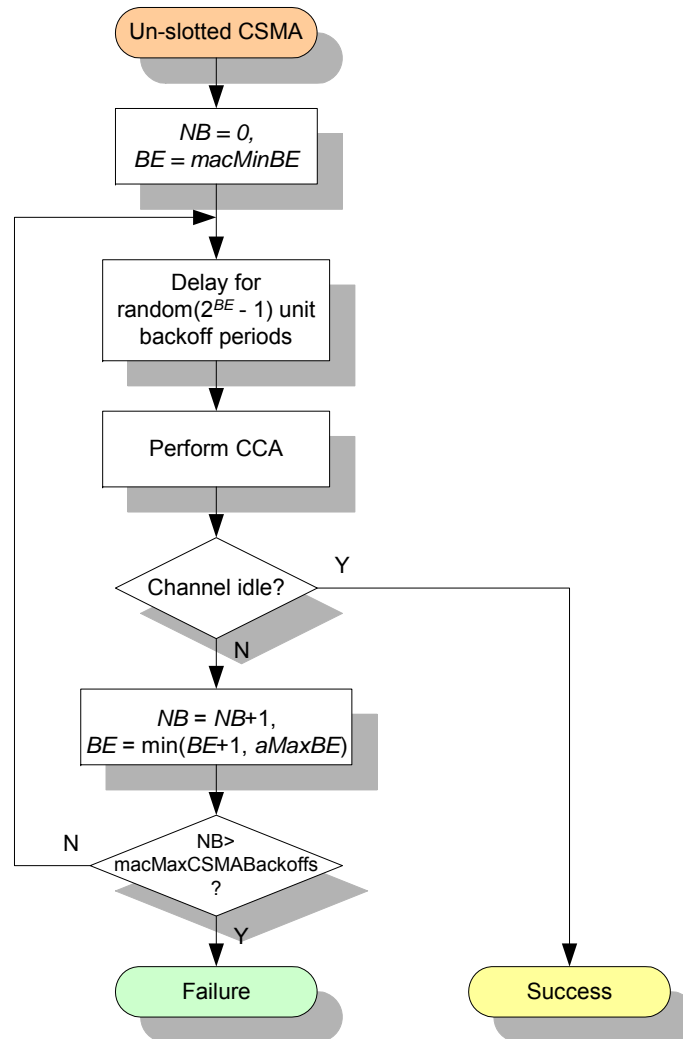 Un-slotted CSMA
NB = 0,
BE = macMinBE
Delay for
random(2^BE - 1) unit
backoff periods
Perform CCA
Channel idle?
Y
N
NB = NB+1,
BE = min(BE+1, aMaxBE)
N
NB>
macMaxCSMABackoffs
?
Y
Failure
Success